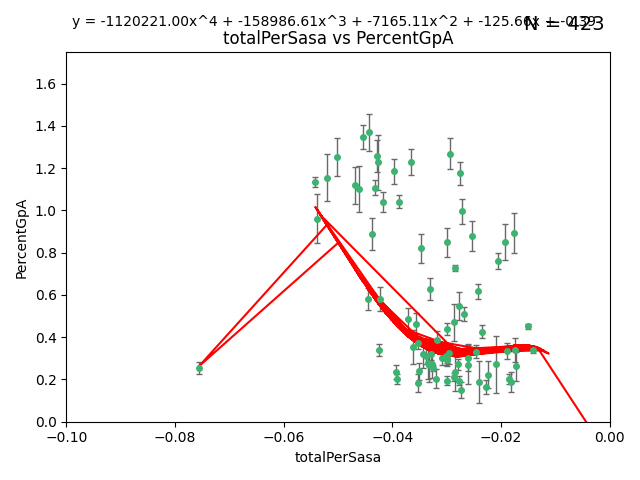 y = -1120221.00x^4 + -158986.61x^3 + -7165.11x^2 + -125.66x + -0.39
N = 423
totalPerSasa vs PercentGpA
1.6
1.4
1.2
1.0
0.8
0.6
0.4
0.2
0.0
PercentGpA
−0.10 −0.08 −0.06 −0.04 −0.02 0.00
totalPerSasa